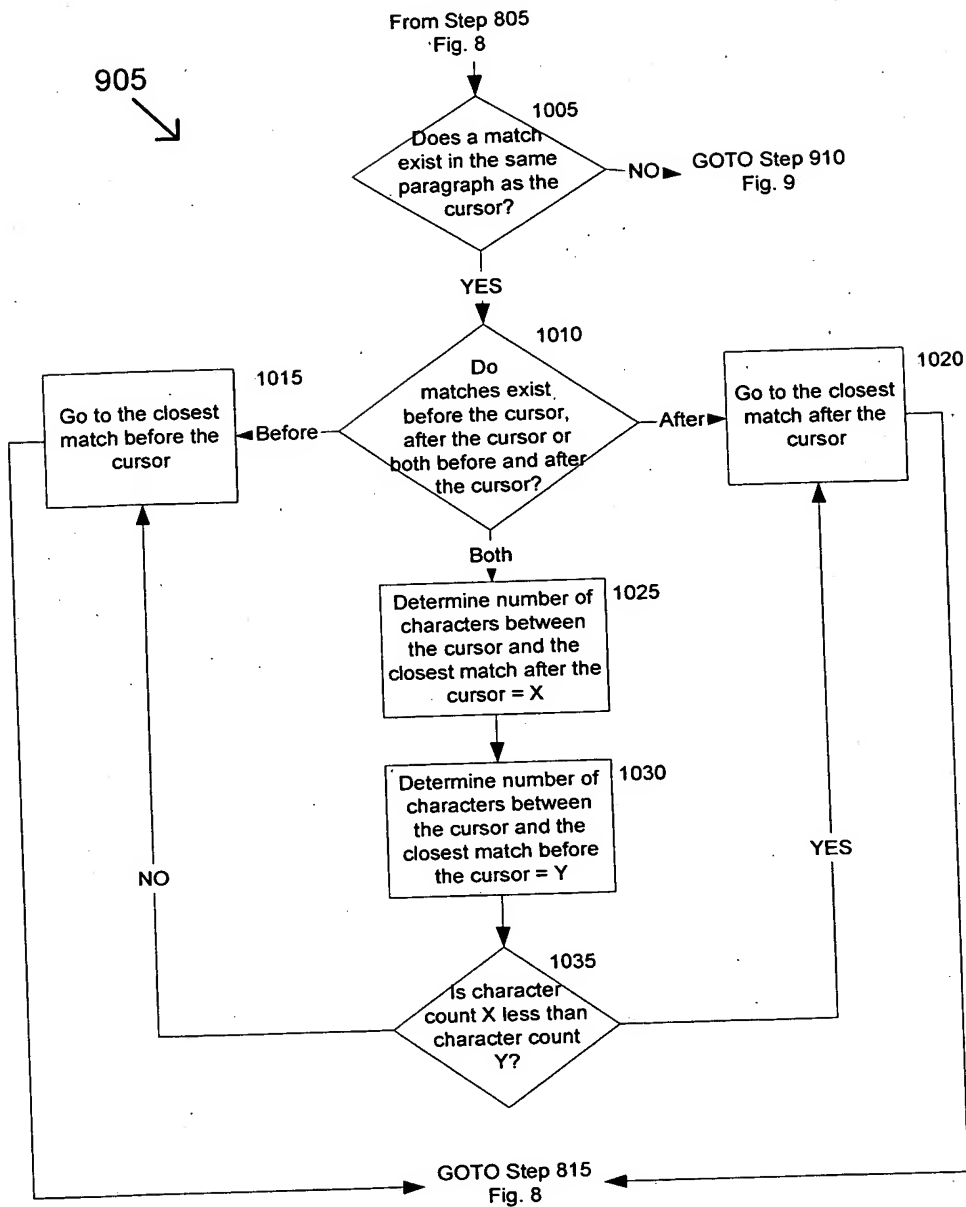 From Step 805
Fig. 8
905
1005
Does a match
exist in the same
paragraph as the
cursor?
NO
GOTO Step 910
Fig. 9
YES
1010
Do
matches exist
before the cursor,
after the cursor or
both before and after
the cursor?
Before
1015
Go to the closest
match before the
cursor
After
1020
Go to the closest
match after the
cursor
Both
1025
Determine number of
characters between
the cursor and the
closest match after the
cursor = X
1030
Determine number of
characters between
the cursor and the
closest match before
the cursor = Y
NO
YES
1035
Is character
count X less than
character count
Y?
GOTO Step 815
Fig. 8